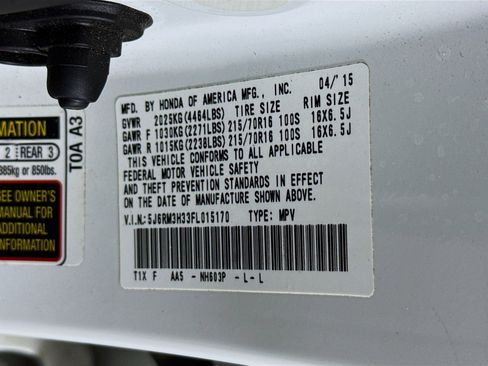 04/'15
MFD. BY HONDA OF AMERICA MFG., INC.
GVWR 2025KG(4464LBS) TIRE SIZE RIM SIZE
GAWR F 1030KG(2271LBS) 215/70R16 100S 16X6.5J
GAWR R 1015KG(2238LBS) 215/70R16 100S 16X6.5J
THIS VEHICLE CONFORMS TO ALL APPLICABLE
FEDERAL MOTOR VEHICLE SAFETY
AND THEFT PREVENTION STANDARDS IN EFFECT
ON THE DATE OF MANUFACTURE SHOWN ABOVE.
V.I.N.:5J6RM3H33FL015170 TYPE: MPV
T1X F AAS - NH603P - L - L
MATION
2 REAR 3
385kg or 850lbs.
SEE OWNER'S
MANUAL FOR
ADDITIONAL
INFORMATION
T0A A3